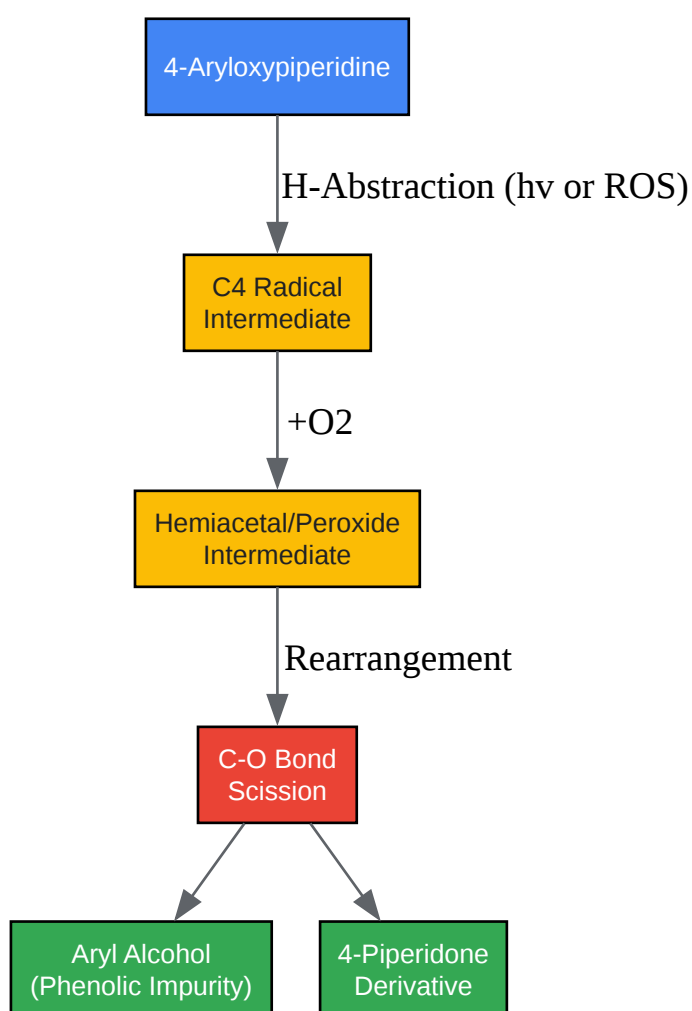 4-Aryloxypiperidine
H-Abstraction (hv or ROS)
C4 Radical
Intermediate
+O2
Hemiacetal/Peroxide
Intermediate
Rearrangement
C-O Bond
Scission
Aryl Alcohol
(Phenolic Impurity)
4-Piperidone
Derivative